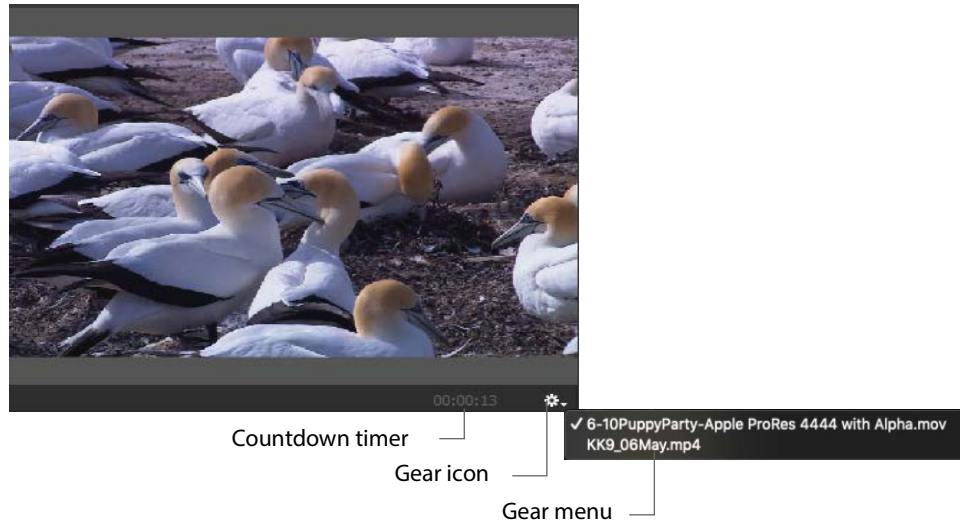 00:00:13
✓ 6-10PuppyParty-Apple ProRes 4444 with Alpha.mov
KK9_06May.mp4
Countdown timer
Gear icon
Gear menu